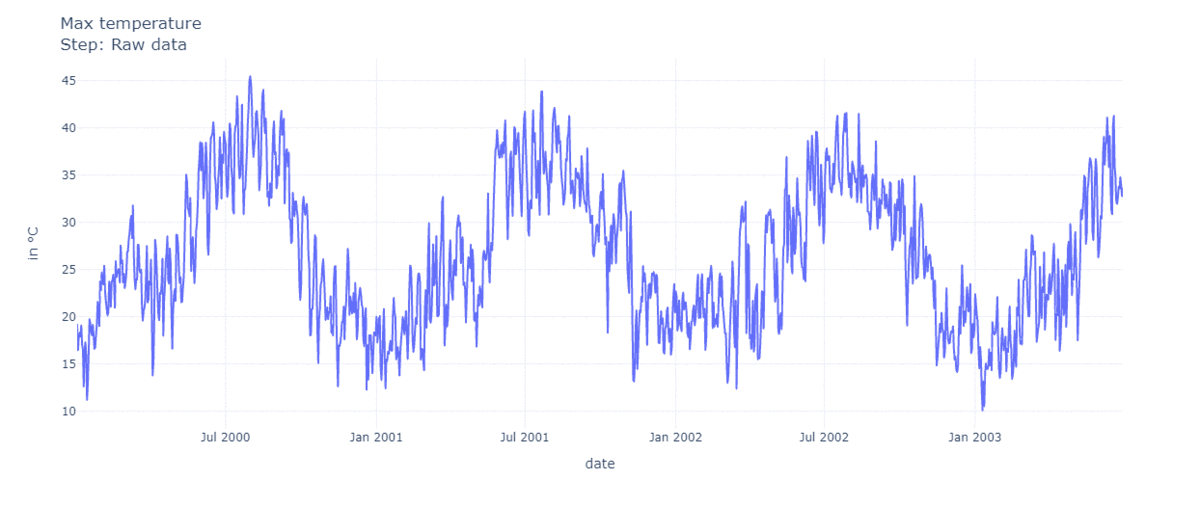 Max temperature
Step: Raw data
45
40
35
30
25
20
15
10
in ºC
Jul 2000
Jan 2001
Jul 2001
Jan 2002
Jul 2002
Jan 2003
date